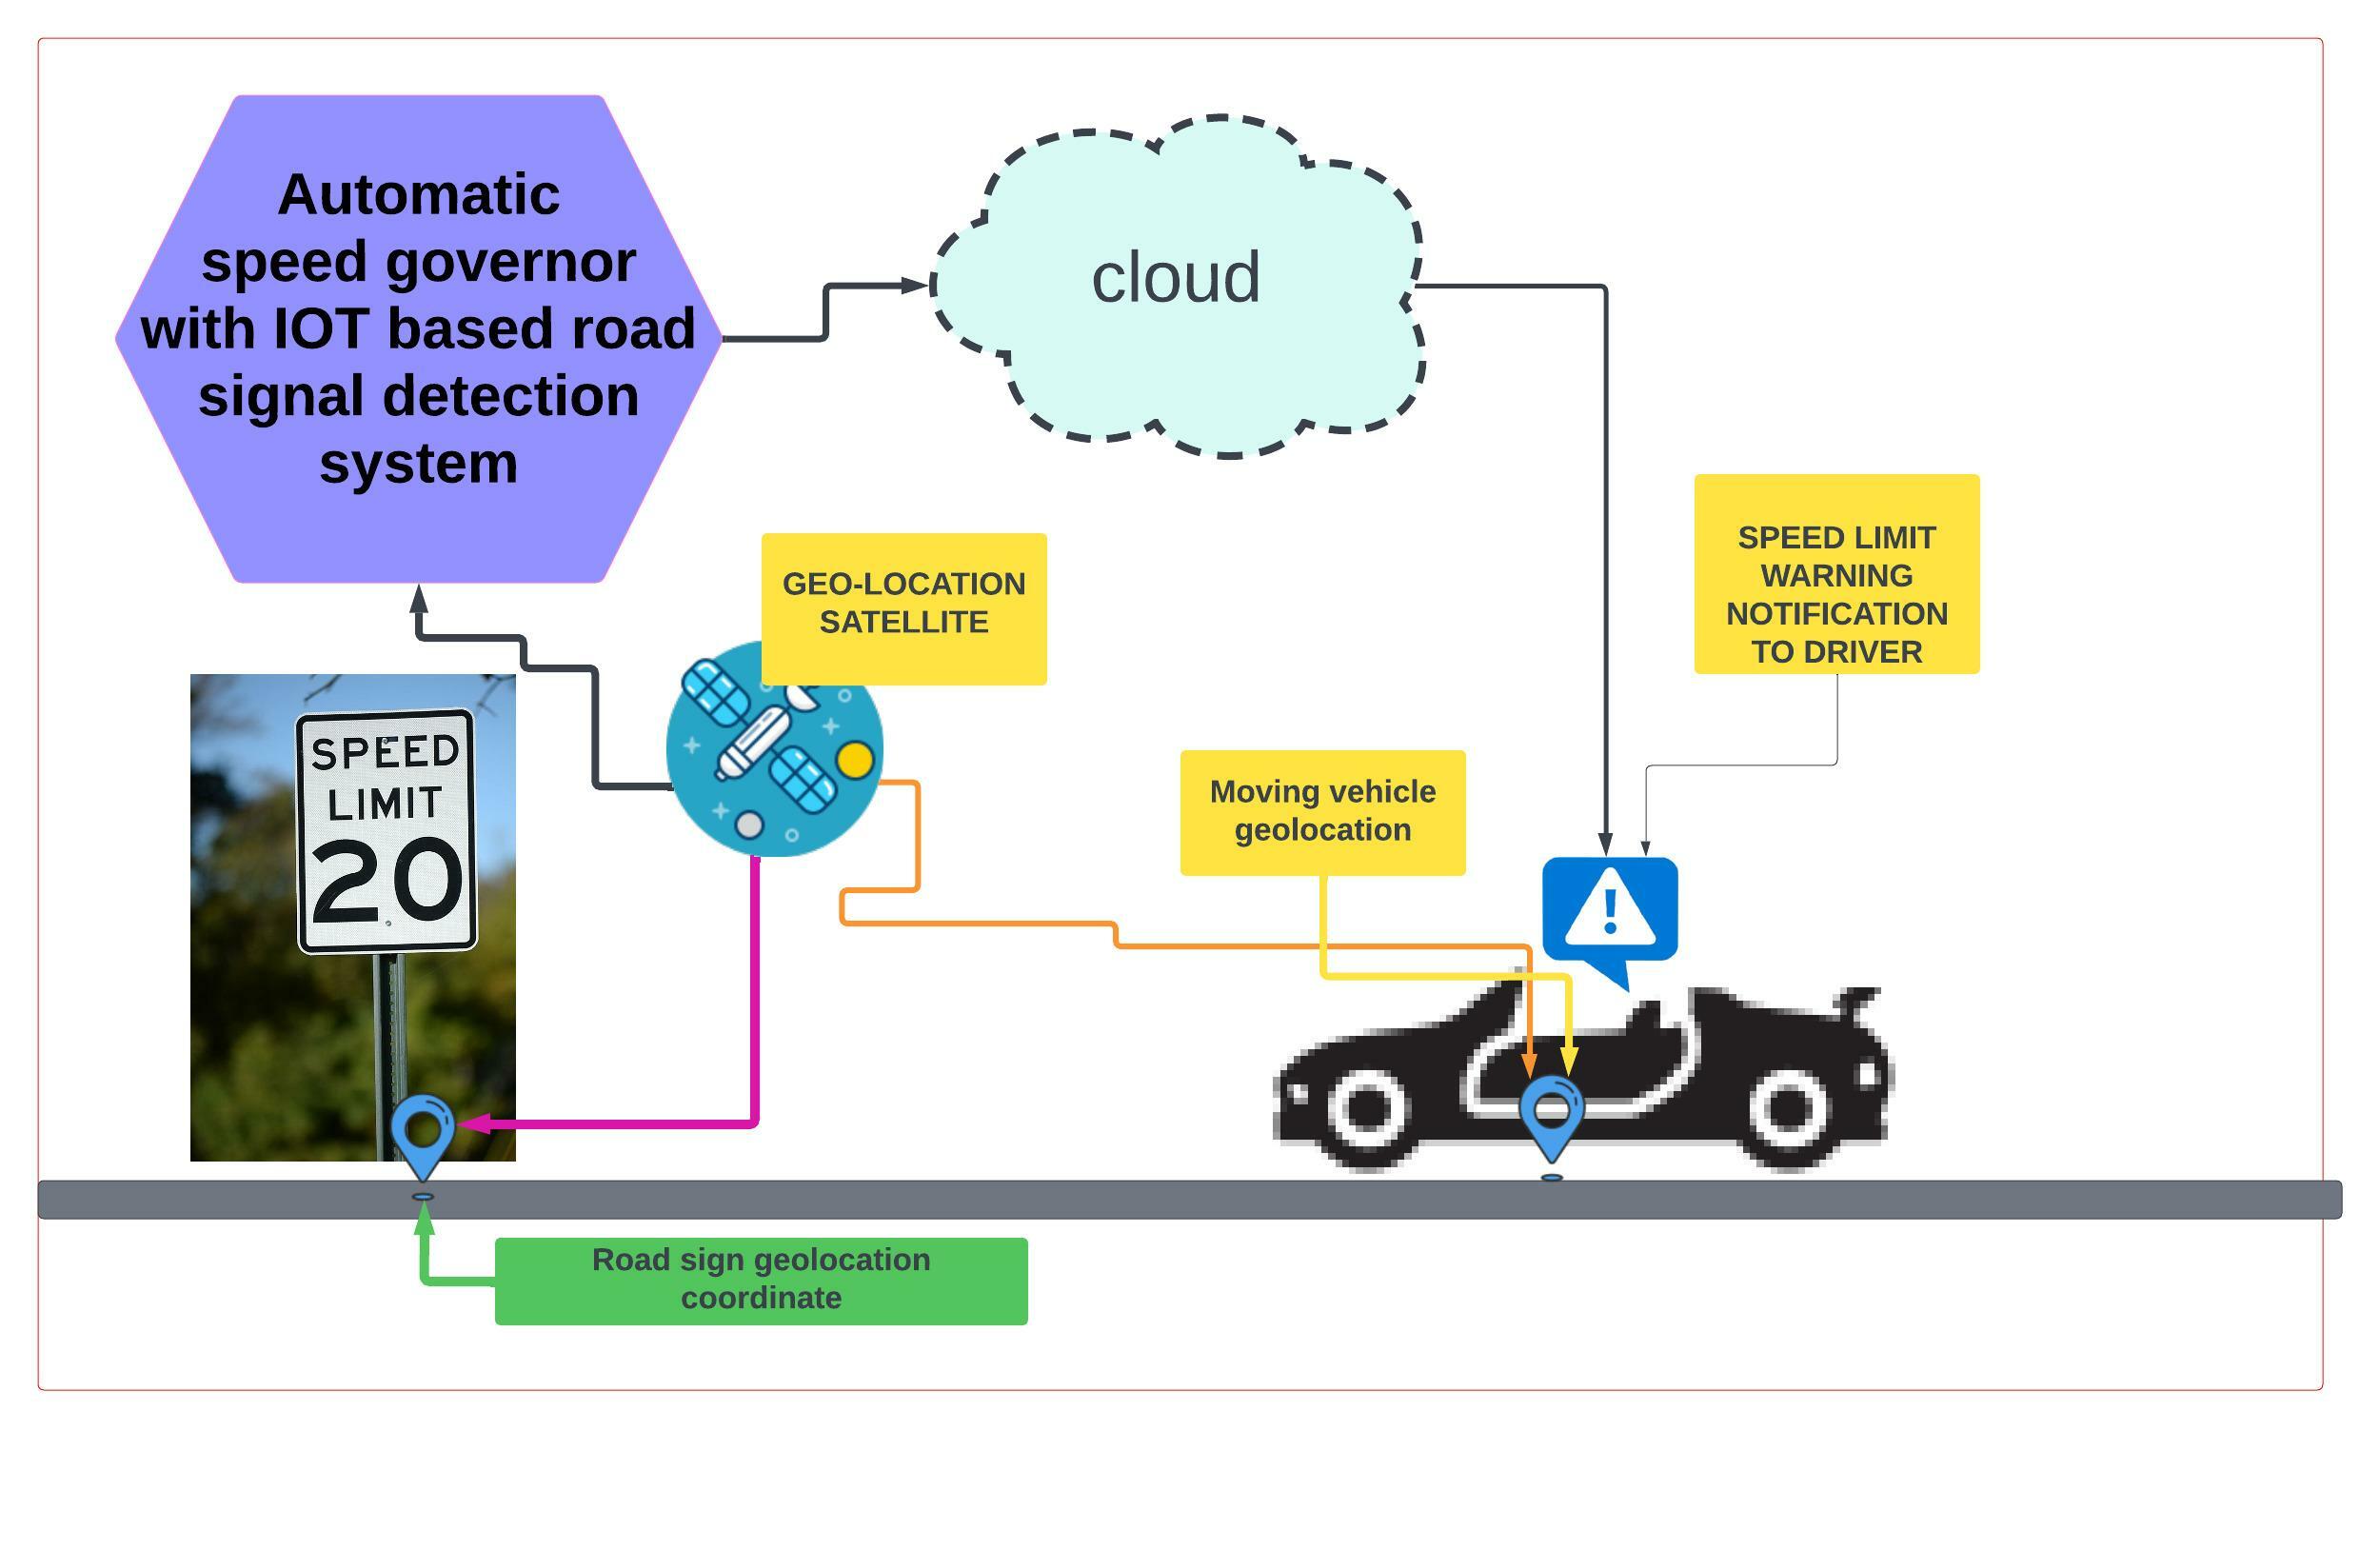 Automatic
speed governor
with IOT based road
signal detection
system
cloud
GEO-LOCATION
SATELLITE
SPEED LIMIT
WARNING
NOTIFICATION
TO DRIVER
SPEED
LIMIT
20
Moving vehicle
geolocation
!
Road sign geolocation
coordinate